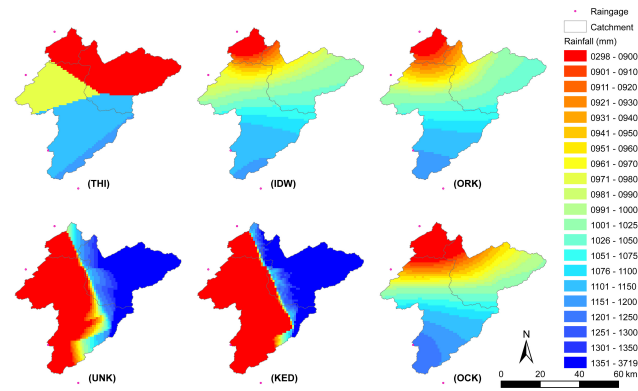 Raingage
Catchment
Rainfall (mm)
0298 - 0900
0901 - 0910
0911 - 0920
0921 - 0930
0931 - 0940
0941 - 0950
0951 - 0960
0961 - 0970
0971 - 0980
0981 - 0990
0991 - 1000
1001 - 1025
1026 - 1050
1051 - 1075
1076 - 1100
1101 - 1150
1151 - 1200
1201 - 1250
1251 - 1300
1301 - 1350
1351 - 3719
(THI) (IDW) (ORK)
(UNK) (KED) (OCK)
N
0 20 40 60 km